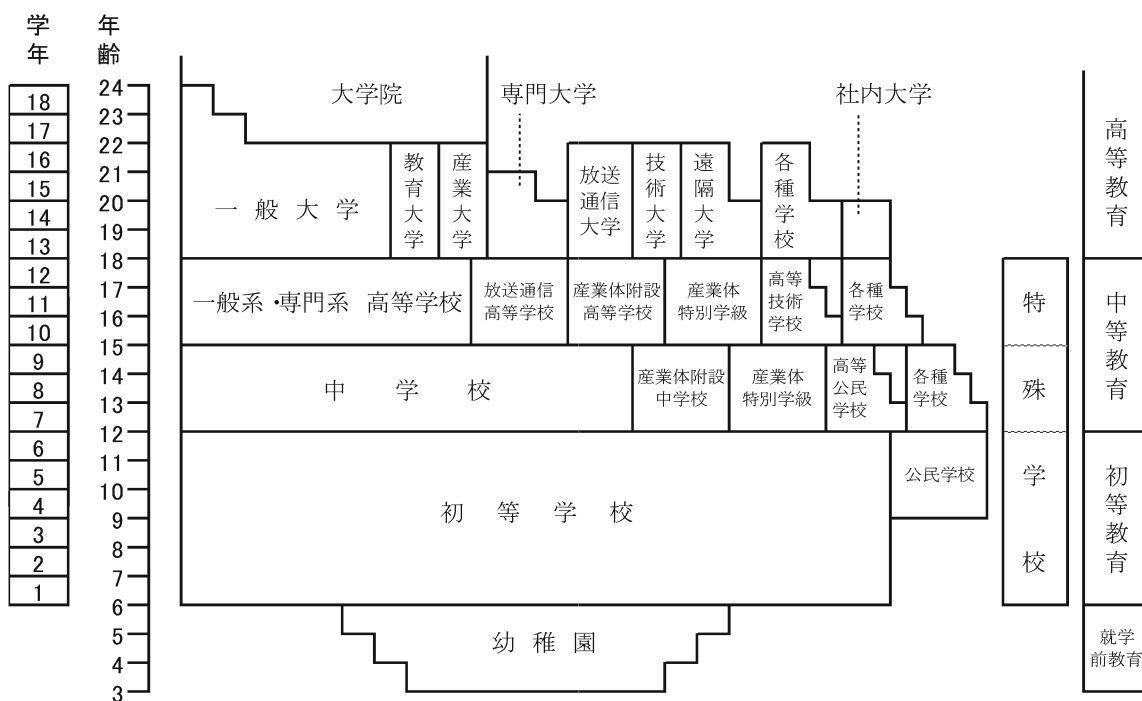 学年
年齢
24
18
23
17
22
16
21
15
20
14
19
13
18
12
17
11
16
10
15
9
14
8
13
7
12
6
11
5
10
4
9
3
8
2
7
1
6
5
4
3
大学院
専門大学
社内大学
一般大学
教育大学
産業大学
放送
通信
大学
技術大学
遠隔大学
各種学校
一般系・専門系 高等学校
放送通信
高等学校
産業体附設
高等学校
産業体
特別学級
高等
技術
学校
各種
学校
中学校
産業体附設
中学校
産業体
特別学級
高等
公民
学校
各種
学校
初等学校
公民学校
幼稚園
特殊学校
高等教育
中等教育
初等教育
就学
前教育